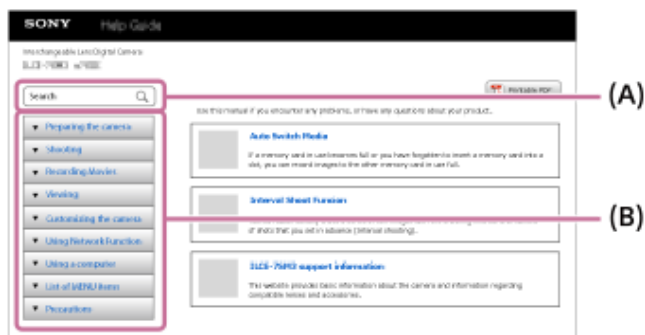 SONY Help Guide
Interchangeable Lens Digital Camera
Search
Printable PDF
(A)
Use this manual if you encounter any problems, or have any questions about your product.
Preparing the camera
Shooting
Recording Movies
Viewing
Customizing the camera
Using Network Function
Using a computer
List of MENU items
Precautions
Auto Switch Media
If a memory card in use becomes full or you have forgotten to insert a memory card into a
slot, you can record images to the other memory card in use full.
Interval Shoot Funsion
of shots that you set in advance (Interval shooting).
(B)
ILCE-7SM3 support information
This website provides basic information about the camera and information regarding
compatible lenses and accessories.